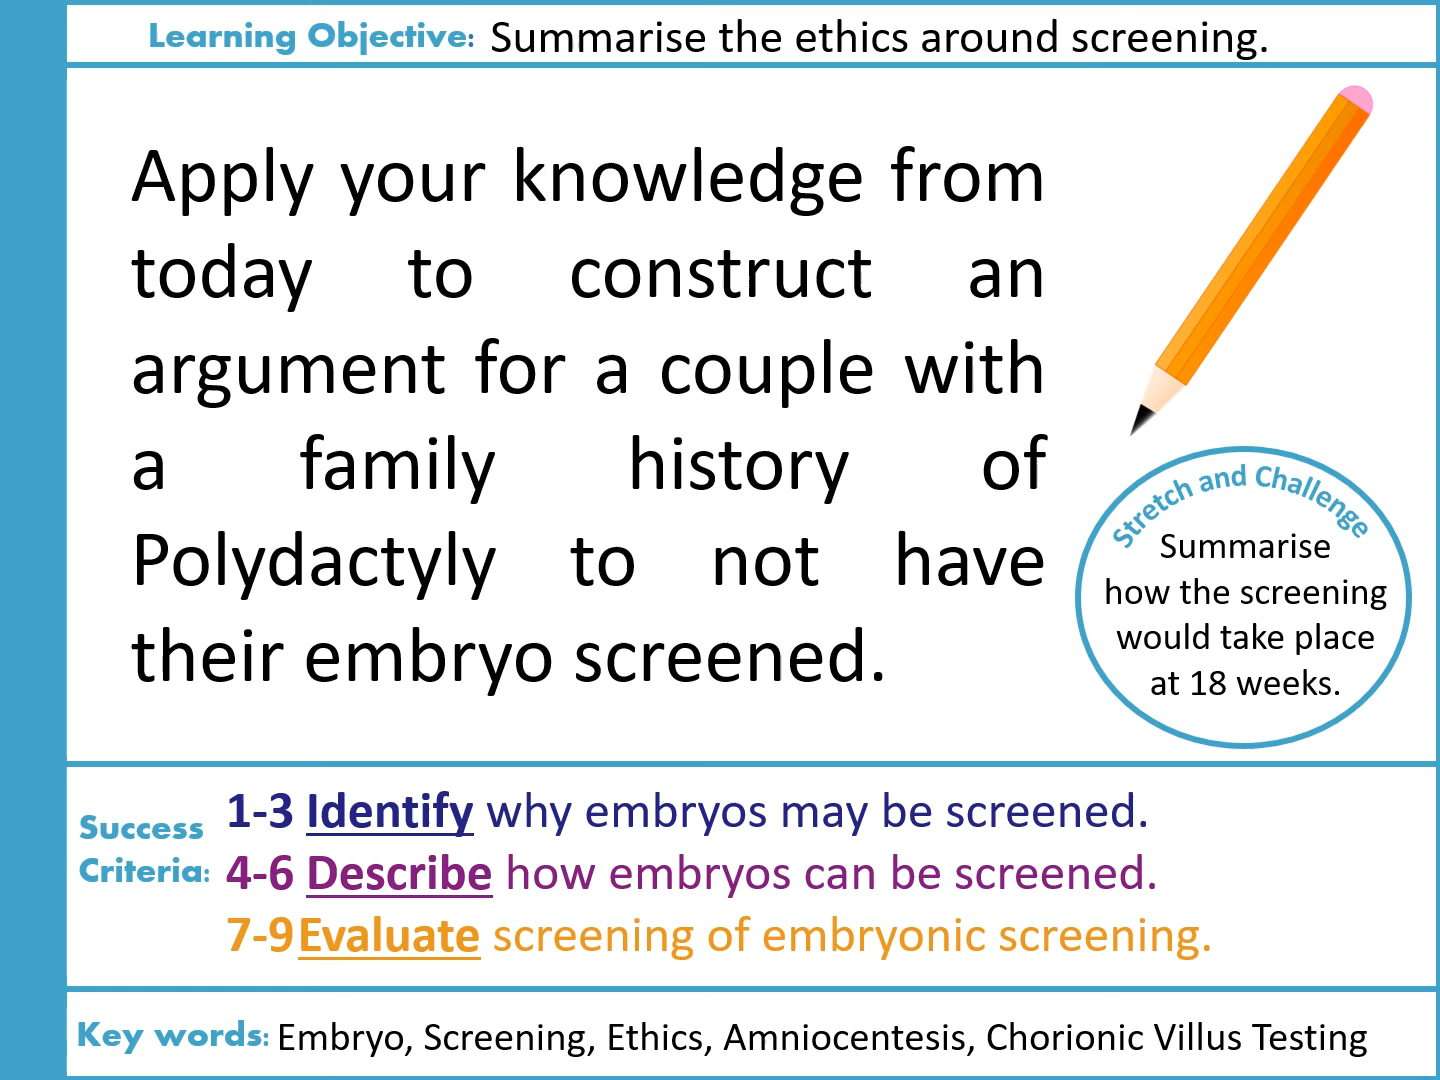 Learning Objective: Summarise the ethics around screening.
Apply your knowledge from
today to construct an
argument for a couple with
a family history of
Polydactyly to not have
their embryo screened.
Stretch and Challenge
Summarise
how the screening
would take place
at 18 weeks.
Success
Criteria:
1-3 Identify why embryos may be screened.
4-6 Describe how embryos can be screened.
7-9Evaluate screening of embryonic screening.
Key words: Embryo, Screening, Ethics, Amniocentesis, Chorionic Villus Testing